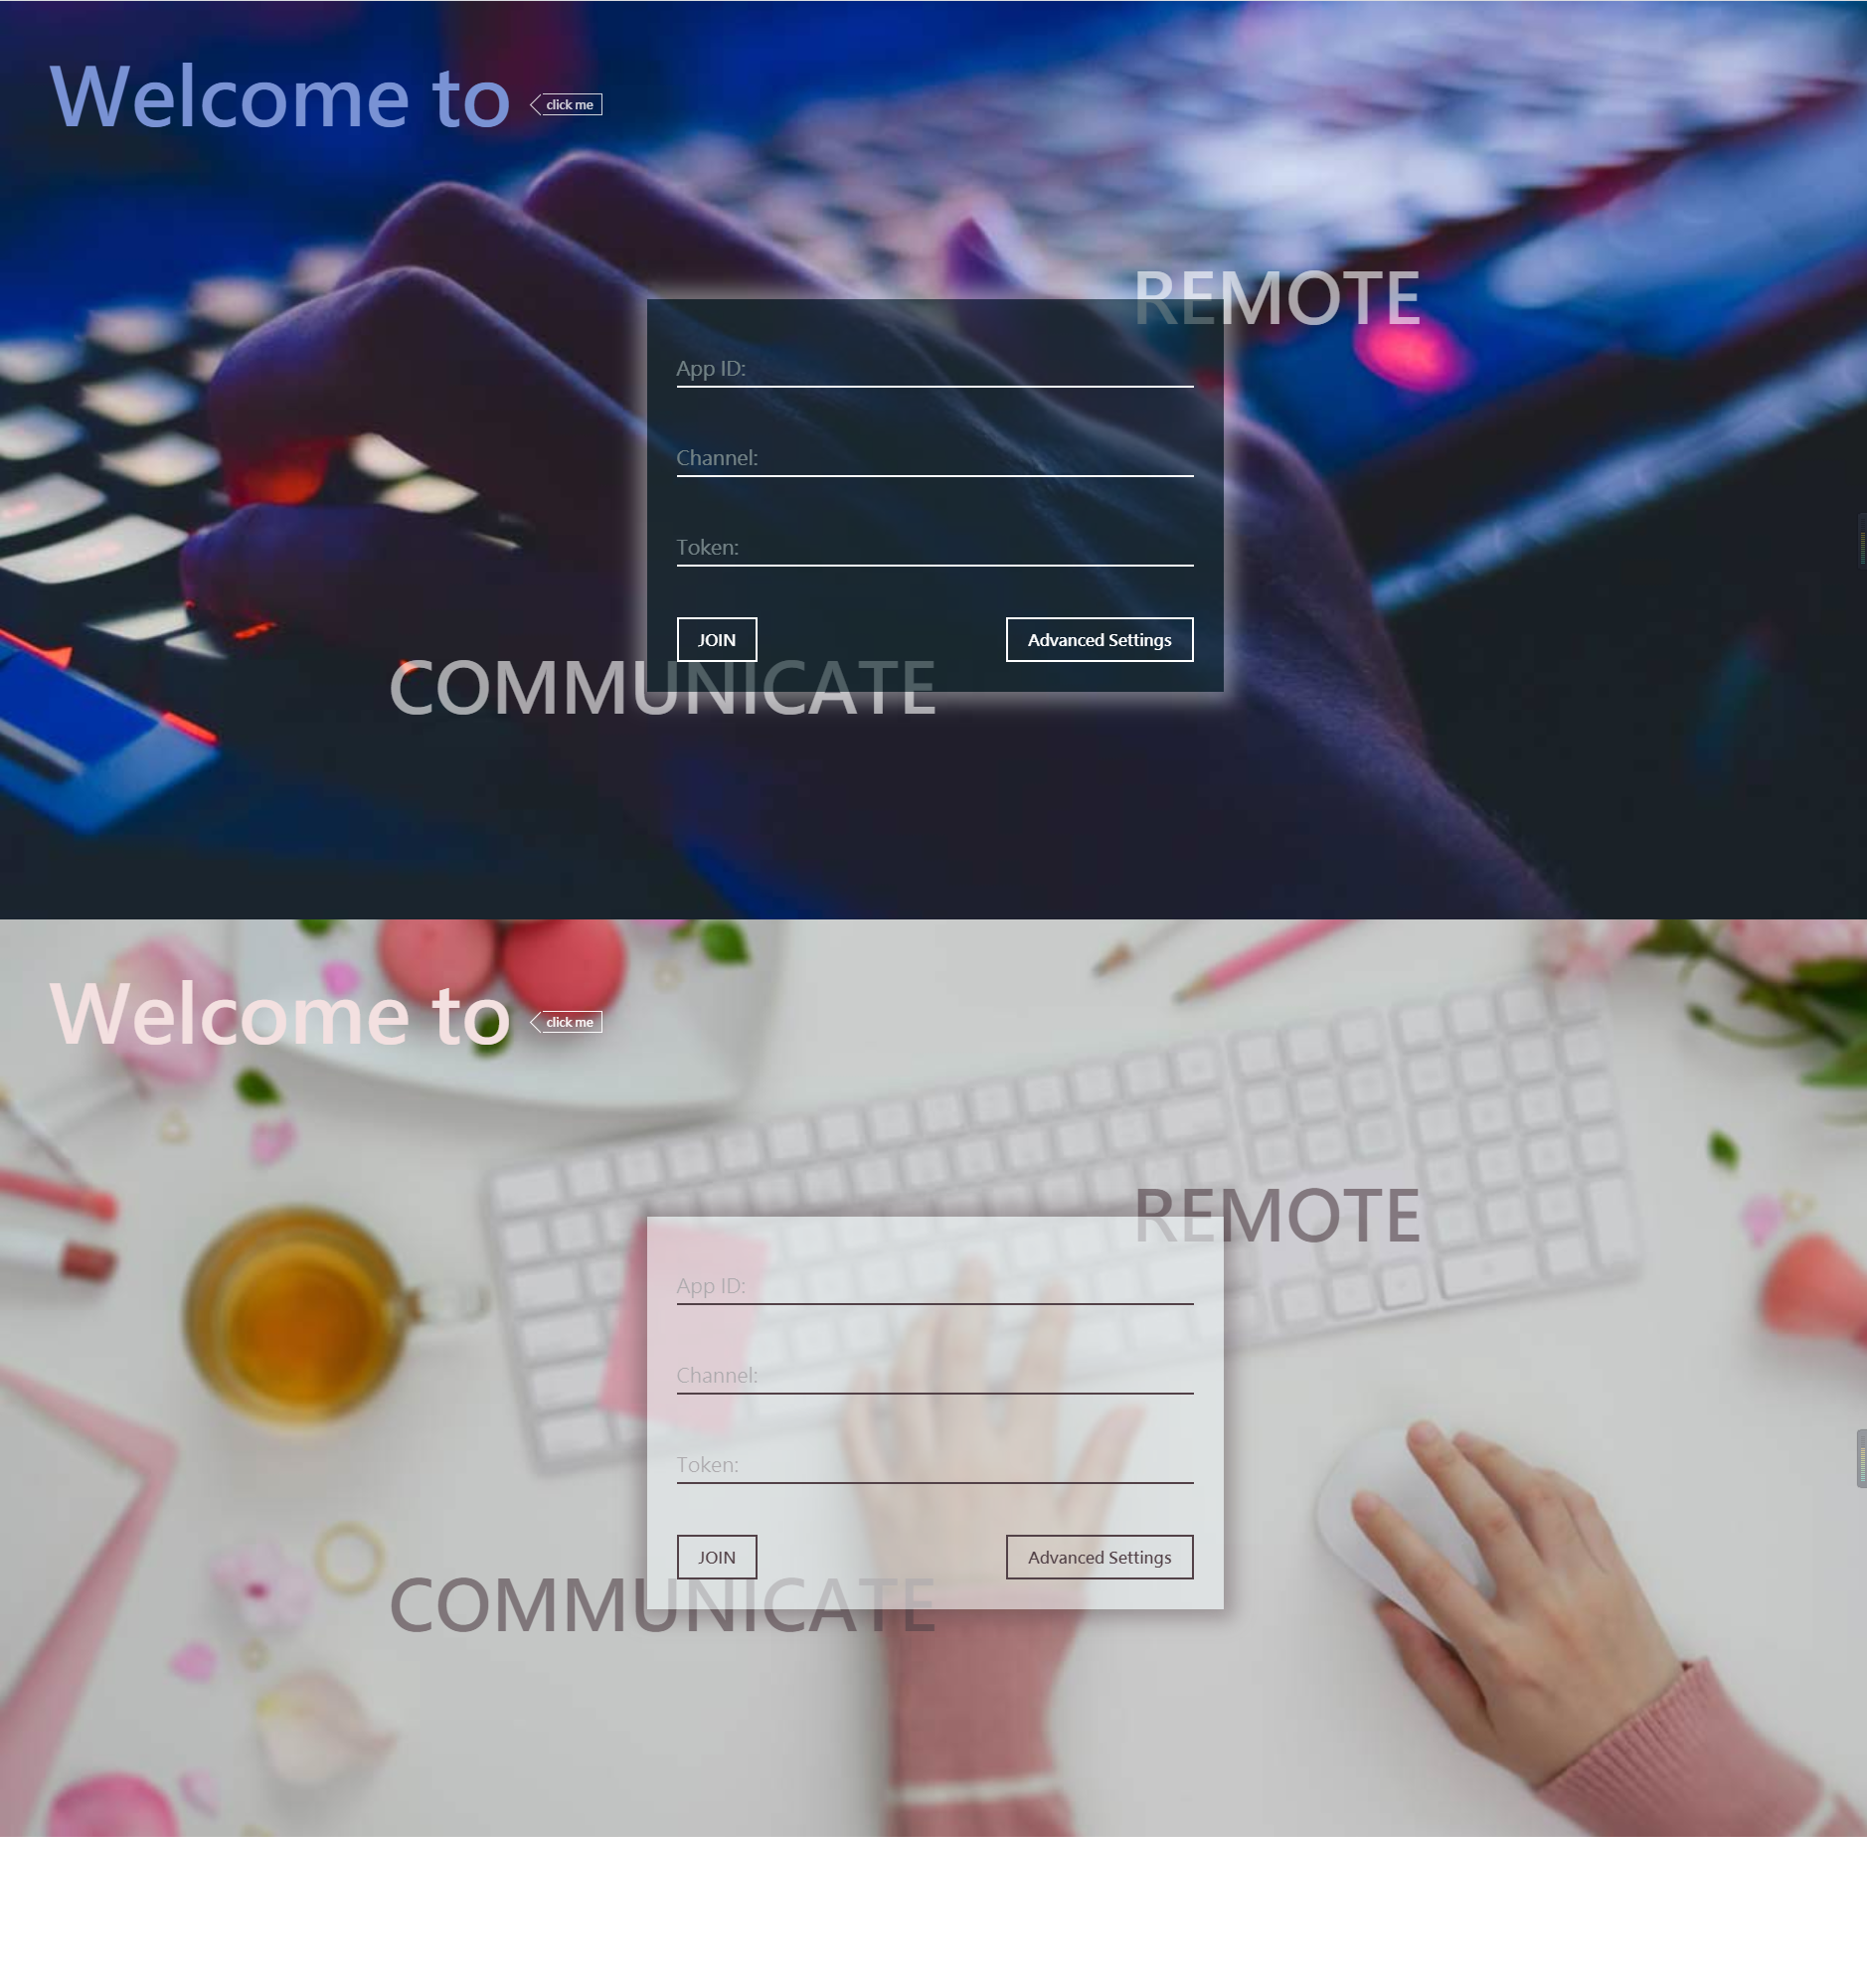 Welcome to
click me
REMOTE
App ID:
Channel:
Token:
JOIN
Advanced Settings
COMMUNICATE
Welcome to
click me
REMOTE
App ID:
Channel:
Token:
JOIN
Advanced Settings
COMMUNICATE